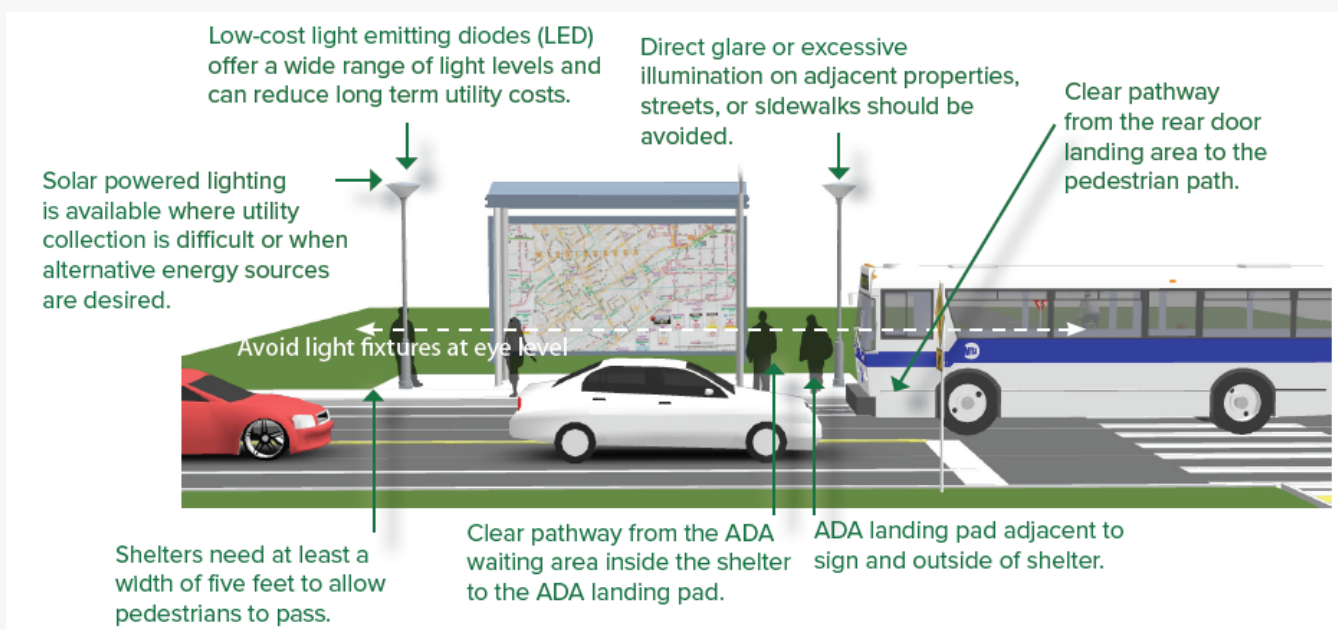 Low-cost light emitting diodes (LED)
offer a wide range of light levels and
can reduce long term utility costs.
Direct glare or excessive
illumination on adjacent properties,
streets, or sidewalks should be
avoided.
Clear pathway
from the rear door
landing area to the
pedestrian path.
Solar powered lighting
is available where utility
collection is difficult or when
alternative energy sources
are desired.
MISSISSAUGA
Avoid light fixtures at eye level
Shelters need at least a
width of five feet to allow
pedestrians to pass.
Clear pathway from the ADA
waiting area inside the shelter
to the ADA landing pad.
ADA landing pad adjacent to
sign and outside of shelter.